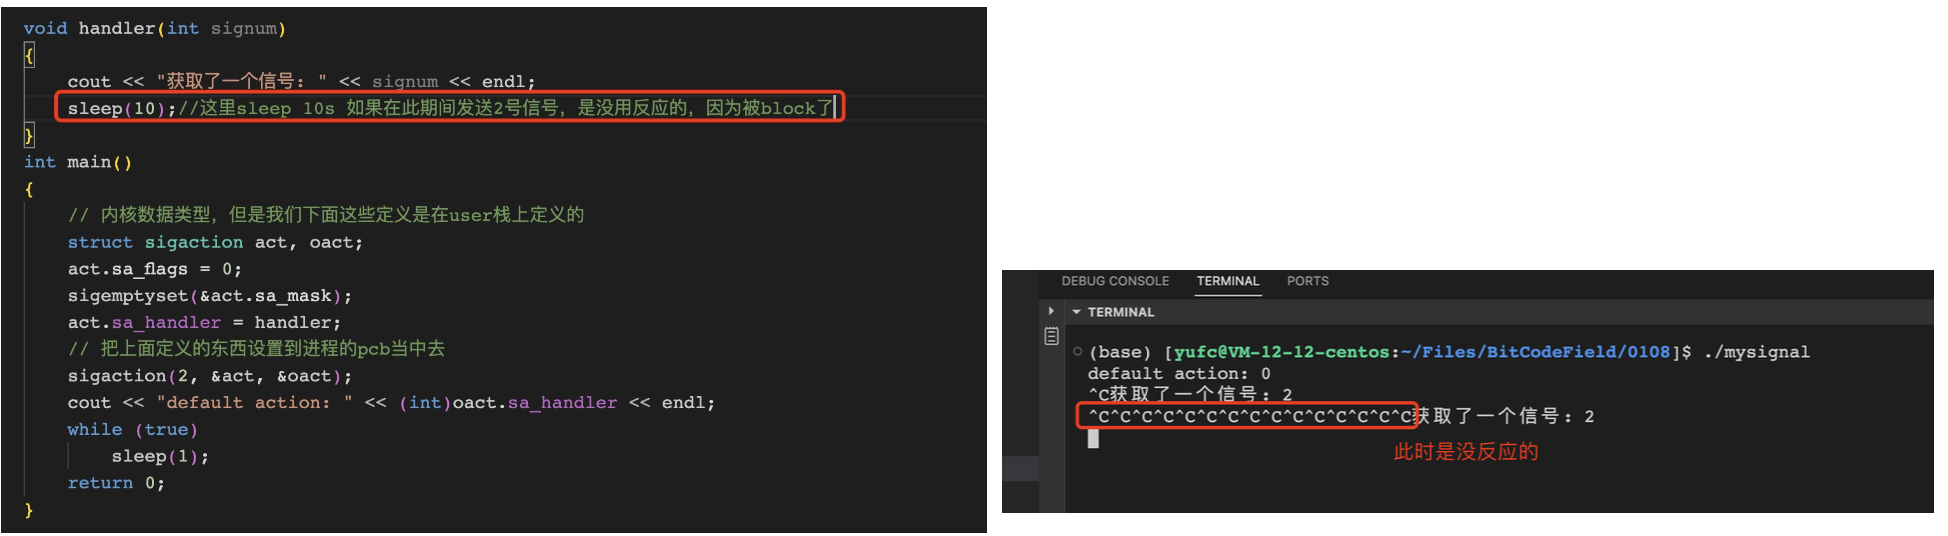 void handler(int signum)
{
    cout << "获取了一个信号: " << signum << endl;
    sleep(10);//这里sleep 10s 如果在此期间发送2号信号，是没用反应的，因为被block了
}
int main()
{
    // 内核数据类型，但是我们下面这些定义是在user栈上定义的
    struct sigaction act, oact;
    act.sa_flags = 0;
    sigemptyset(&act.sa_mask);
    act.sa_handler = handler;
    // 把上面定义的东西设置到进程的pcb当中去
    sigaction(2, &act, &oact);
    cout << "default action: " << (int)oact.sa_handler << endl;
    while (true)
        sleep(1);
    return 0;
}
DEBUG CONSOLE TERMINAL PORTS
TERMINAL
(base) [yufc@VM-12-12-centos:~/Files/BitCodeField/0108]$ ./mysignal
default action: 0
^C获取了一个信号: 2
^C^C^C^C^C^C^C^C^C^C^C^C^C^C^C获取了一个信号: 2
此时是没反应的